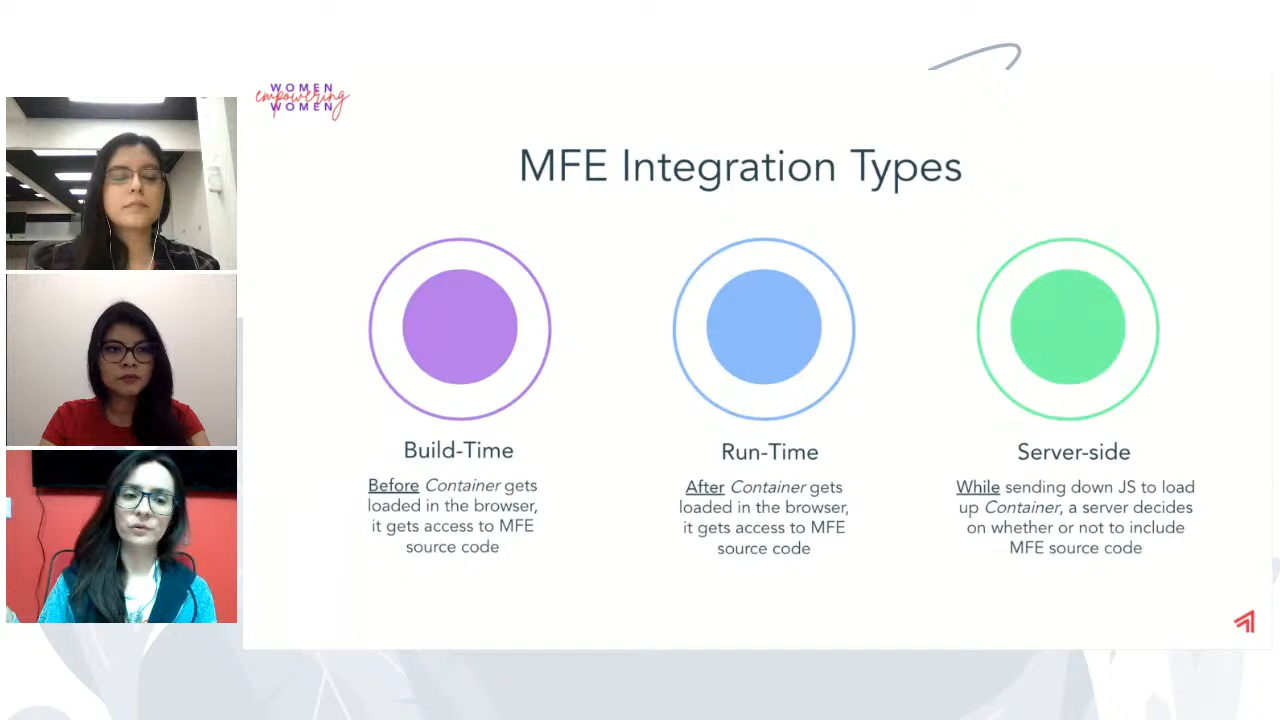 WOMEN
empowering
WOMEN
MFE Integration Types
Build-Time
Before Container gets
loaded in the browser,
it gets access to MFE
source code
Run-Time
After Container gets
loaded in the browser,
it gets access to MFE
source code
Server-side
While sending down JS to load
up Container, a server decides
on whether or not to include
MFE source code